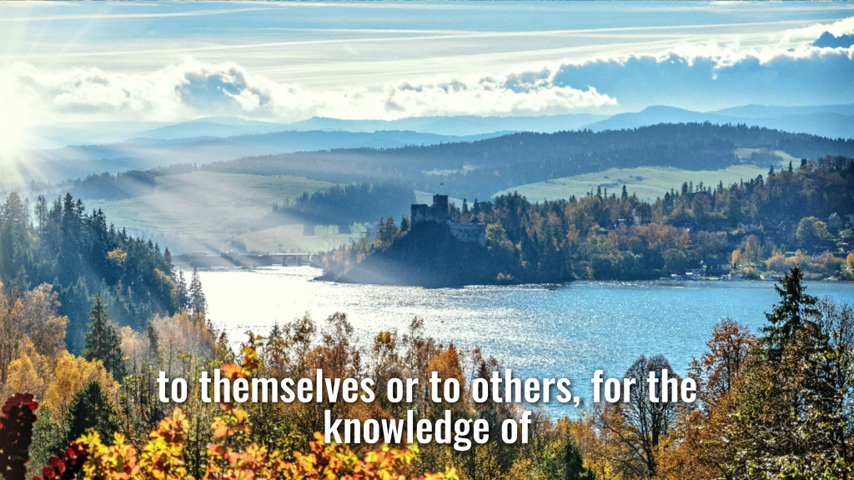 to themselves or to others, for the
knowledge of